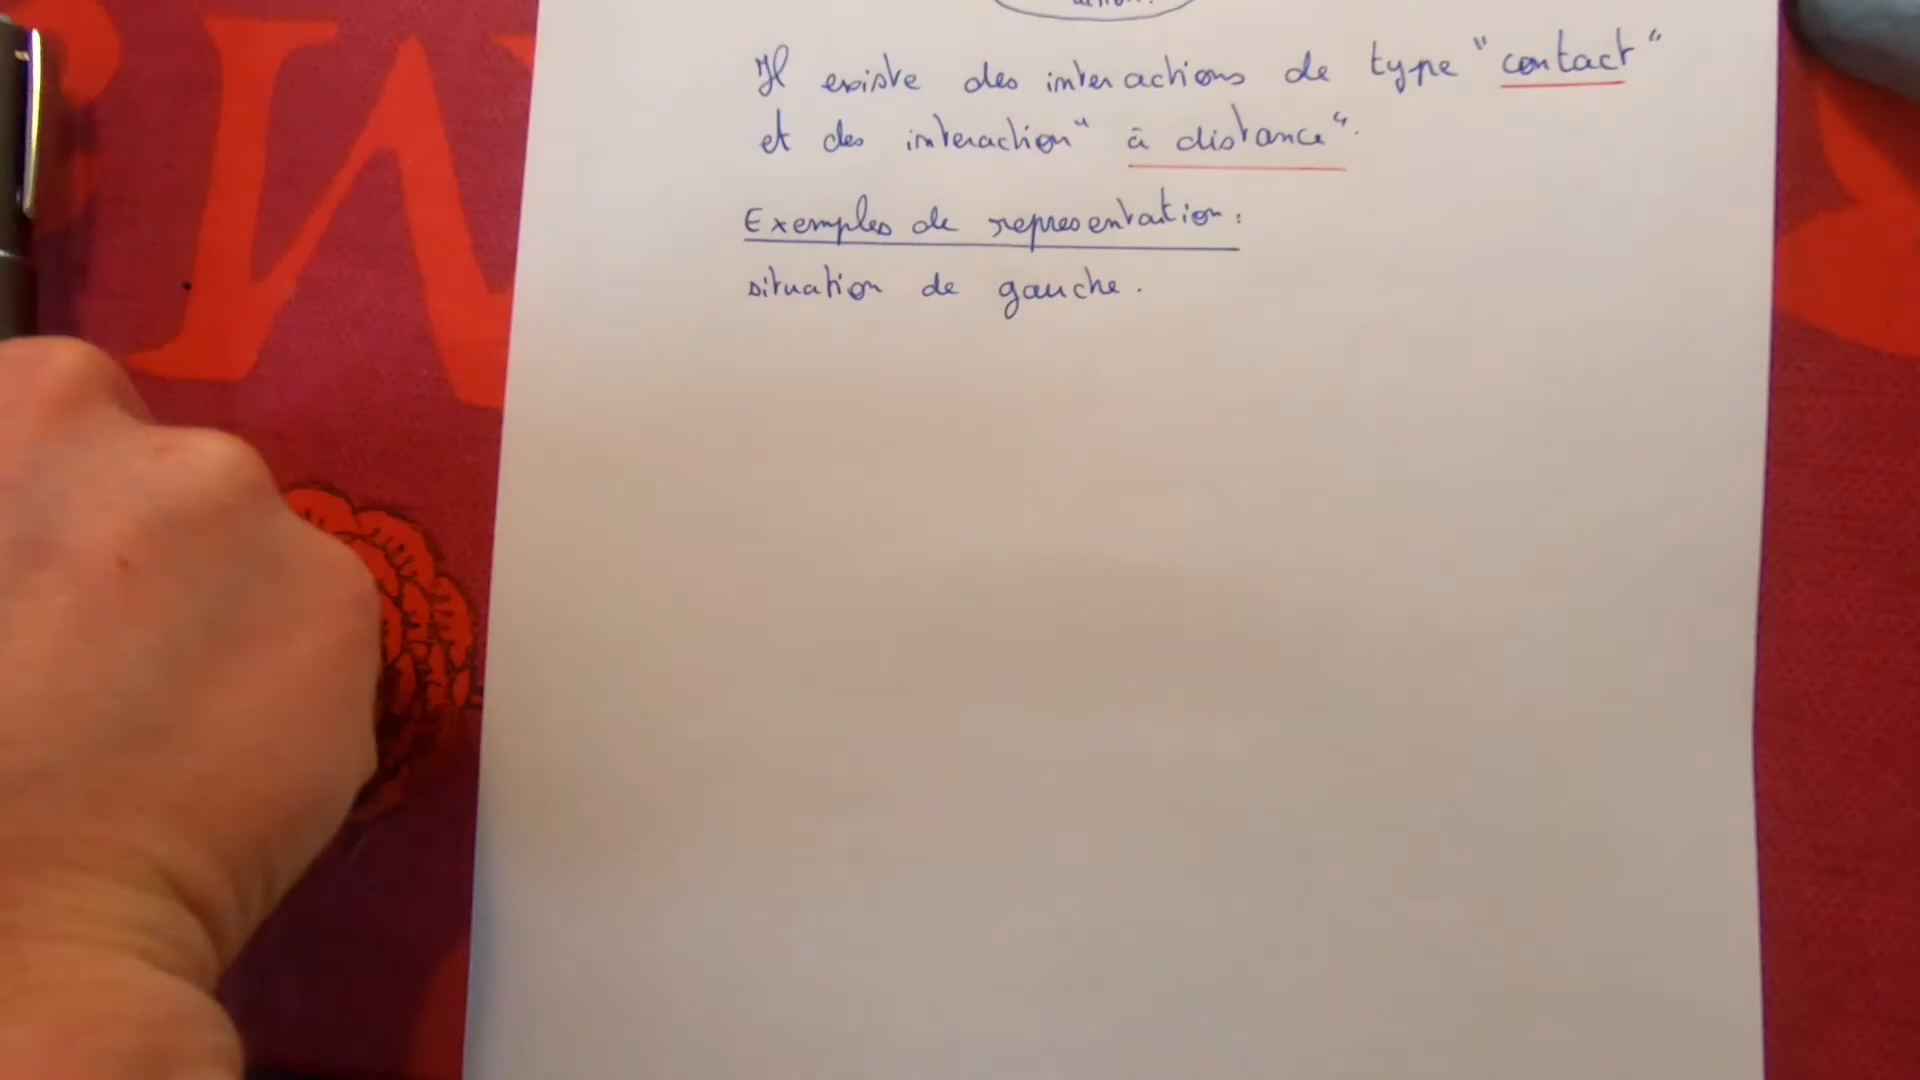 Il existe des interactions de type "contact"
et des interaction "à distance".
Exemples de representation:
situation de gauche.